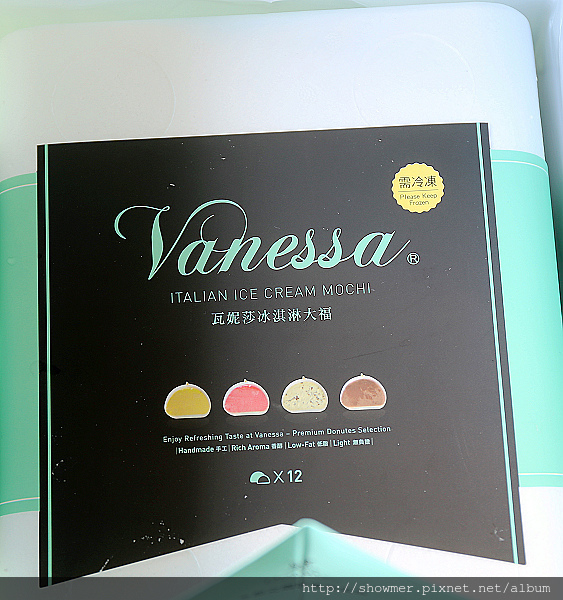 需冷凍
Please Keep
Frozen
Vanessa®
ITALIAN ICE CREAM MOCHI
瓦妮莎冰淇淋大福
Enjoy Refreshing Taste at Vanessa – Premium Donutes Selection
| Handmade 手工 | Rich Aroma 香醇 | Low-Fat 低脂 | Light 無負擔 |
X 12
http://showmer.pixnet.net/album